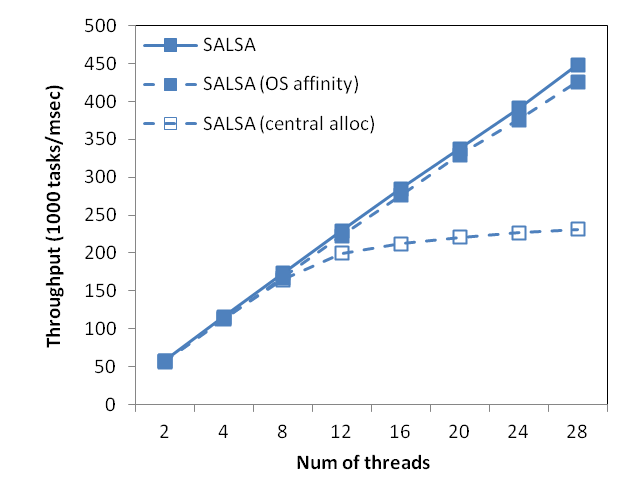 500
450
400
350
300
250
200
150
100
50
0
Throughput (1000 tasks/msec)
SALSA
SALSA (OS affinity)
SALSA (central alloc)
2 4 8 12 16 20 24 28
Num of threads